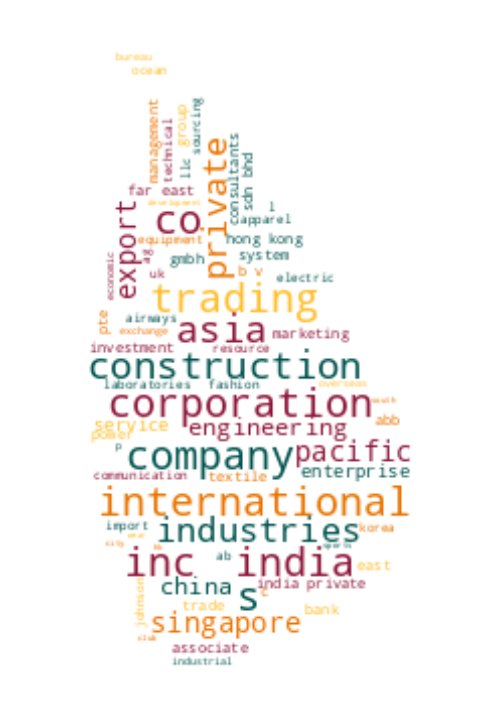 bureau
ocean
management
technical
group
sourcing
llc
private
consultants
sdn bhd
far east
development
export
co
l
apparel
equipment
hong kong
economic
gmbh
system
uk
b v
electric
trading
pte
airways
exchange
asia
marketing
investment
resource
construction
laboratories
fashion
overseas
corporation
south
service
engineering
abb
power
p
company
pacific
enterprise
communication
textile
international
import
industries
korea
city
ab
inc
india
east
china
india private
johnson
s
c
trade
bank
singapore
club
associate
industrial